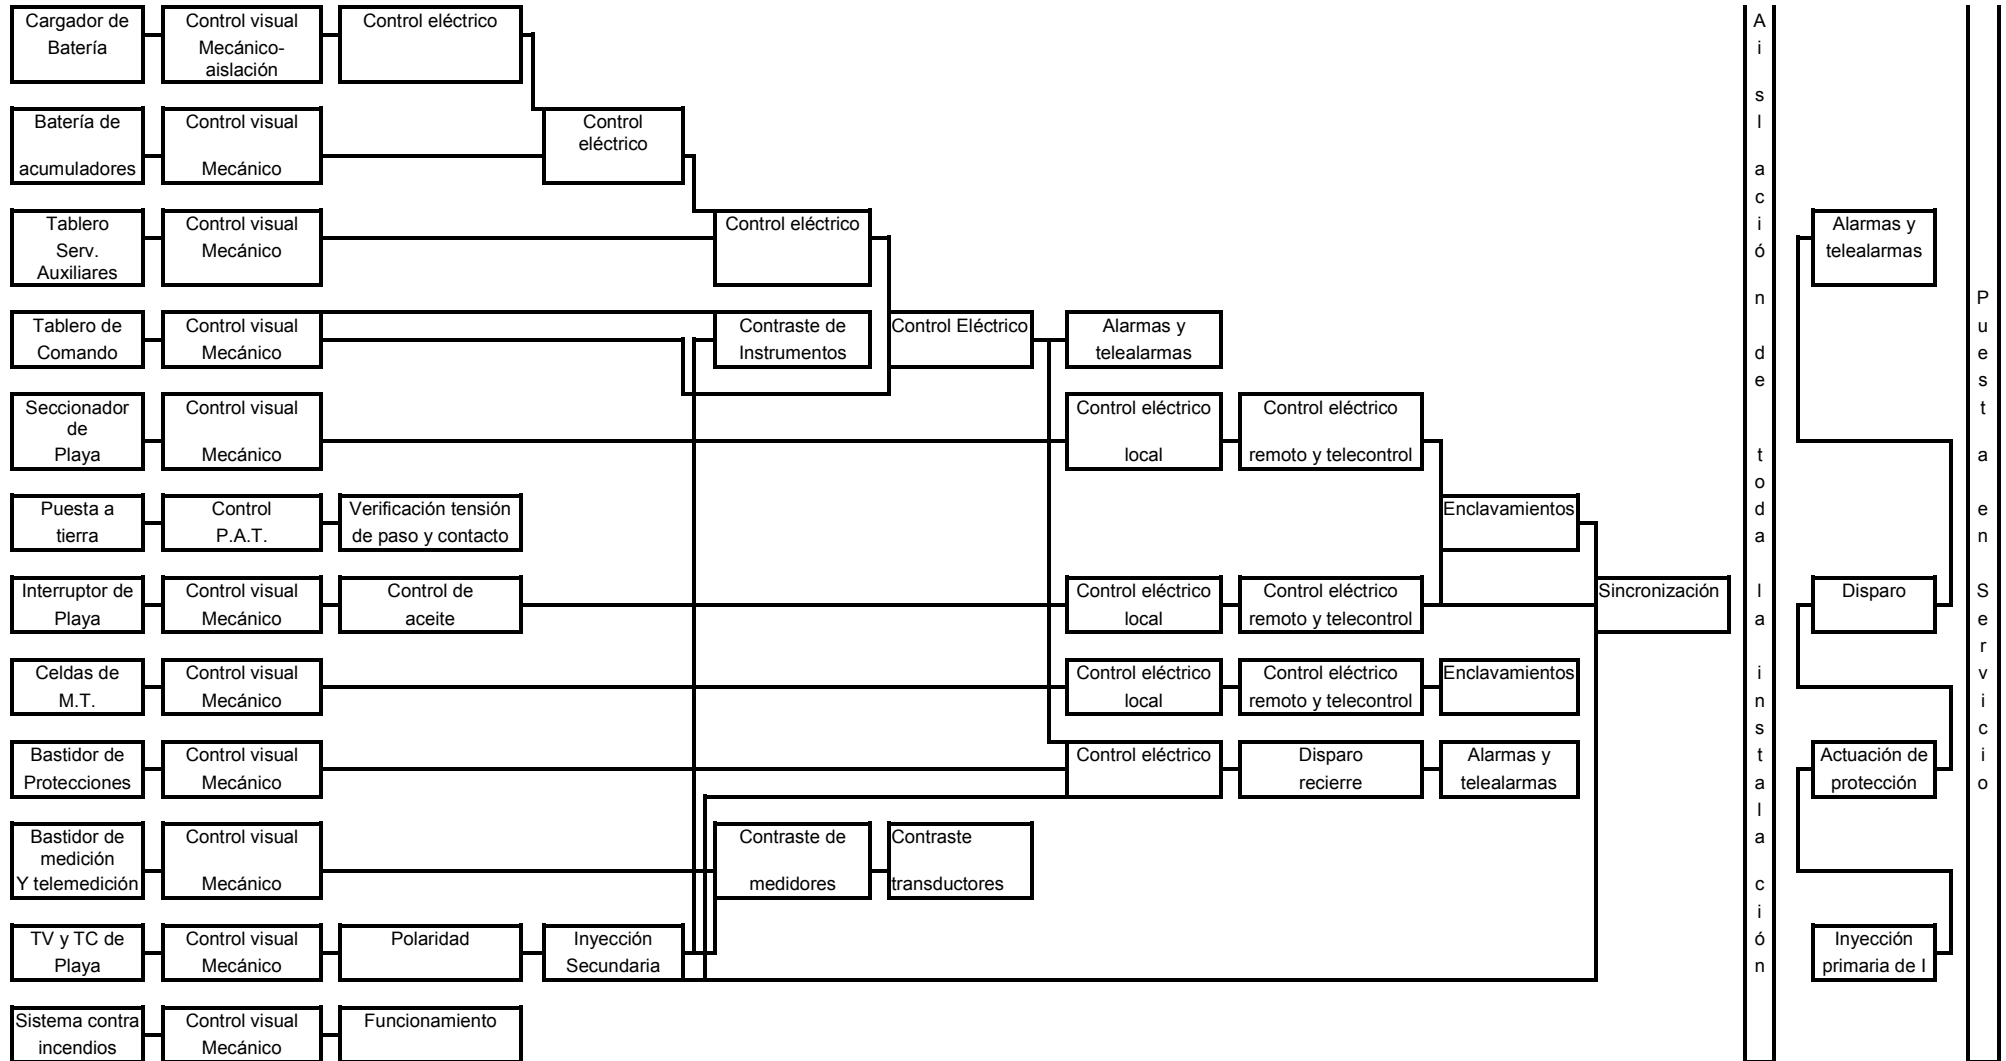 Cargador de
Batería
Control visual
Mecánico-
aislación
Control eléctrico
Batería de
acumuladores
Control visual
Mecánico
Control
eléctrico
Tablero
Serv.
Auxiliares
Control visual
Mecánico
Control eléctrico
Tablero de
Comando
Control visual
Mecánico
Contraste de
Instrumentos
Control Eléctrico
Alarmas y
telealarmas
Seccionador
de
Playa
Control visual
Mecánico
Control eléctrico
local
Control eléctrico
remoto y telecontrol
Puesta a
tierra
Control
P.A.T.
Verificación tensión
de paso y contacto
Enclavamientos
Interruptor de
Playa
Control visual
Mecánico
Control de
aceite
Control eléctrico
local
Control eléctrico
remoto y telecontrol
Sincronización
Celdas de
M.T.
Control visual
Mecánico
Control eléctrico
local
Control eléctrico
remoto y telecontrol
Enclavamientos
Bastidor de
Protecciones
Control visual
Mecánico
Control eléctrico
Disparo
recierre
Alarmas y
telealarmas
Bastidor de
medición
Y telemedición
Control visual
Mecánico
Contraste de
medidores
Contraste
transductores
TV y TC de
Playa
Control visual
Mecánico
Polaridad
Inyección
Secundaria
Sistema contra
incendios
Control visual
Mecánico
Funcionamiento
Aislación de toda la instalación
Alarmas y
telealarmas
Disparo
Actuación de
protección
Inyección
primaria de I
Puesta en Servicio